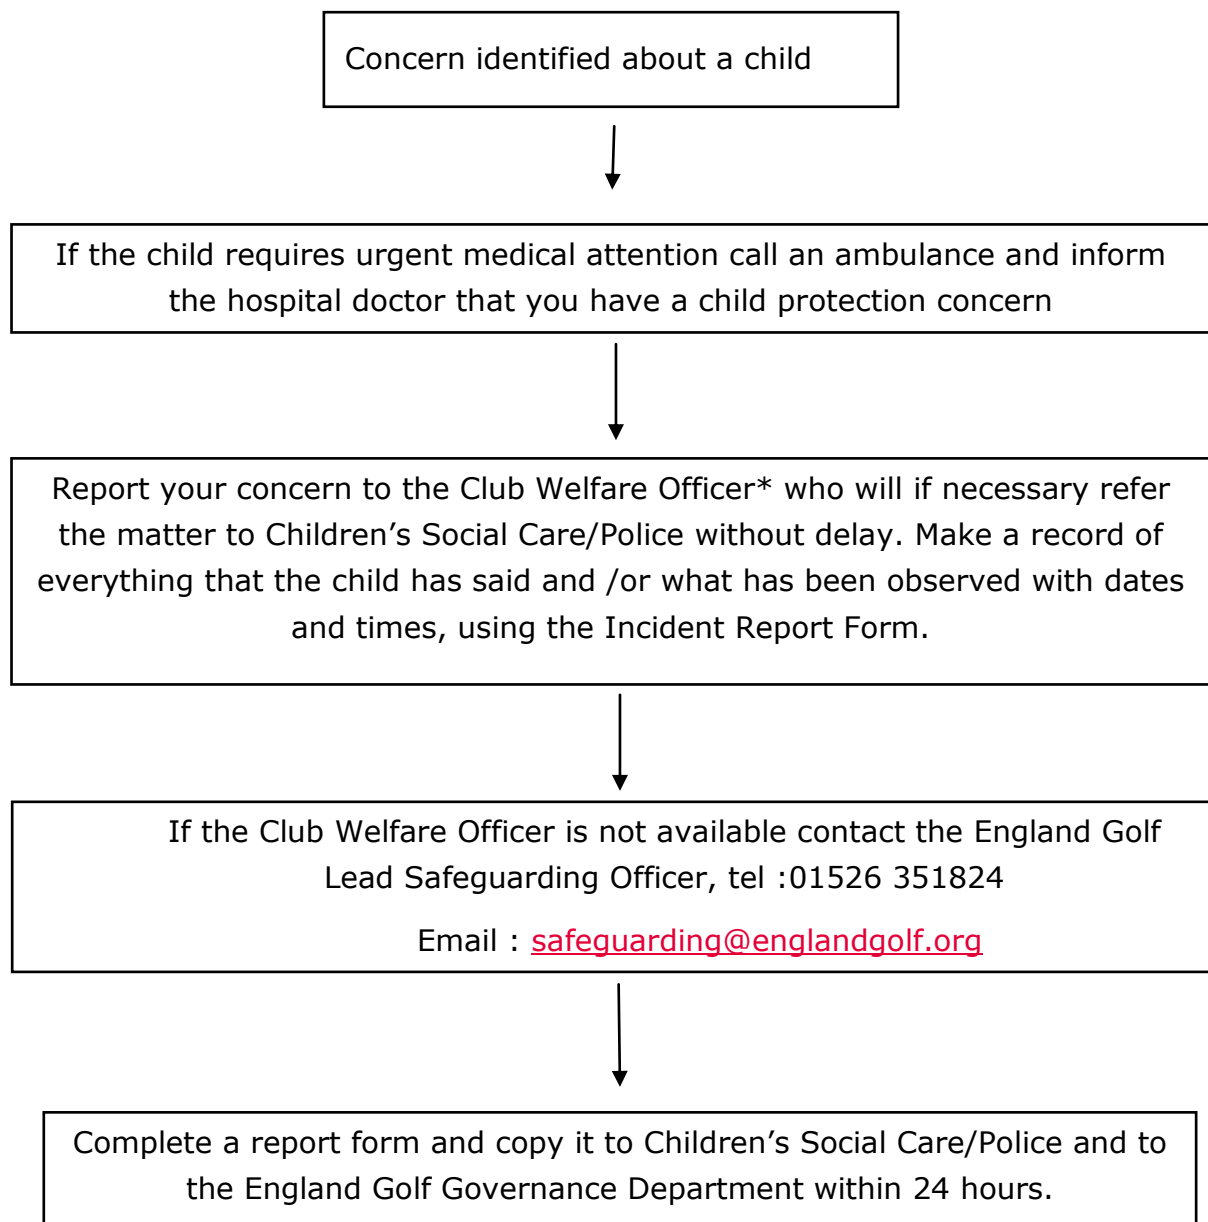 Concern identified about a child
If the child requires urgent medical attention call an ambulance and inform
the hospital doctor that you have a child protection concern
Report your concern to the Club Welfare Officer* who will if necessary refer
the matter to Children’s Social Care/Police without delay. Make a record of
everything that the child has said and /or what has been observed with dates
and times, using the Incident Report Form.
If the Club Welfare Officer is not available contact the England Golf
Lead Safeguarding Officer, tel :01526 351824
Email : safeguarding@englandgolf.org
Complete a report form and copy it to Children’s Social Care/Police and to
the England Golf Governance Department within 24 hours.